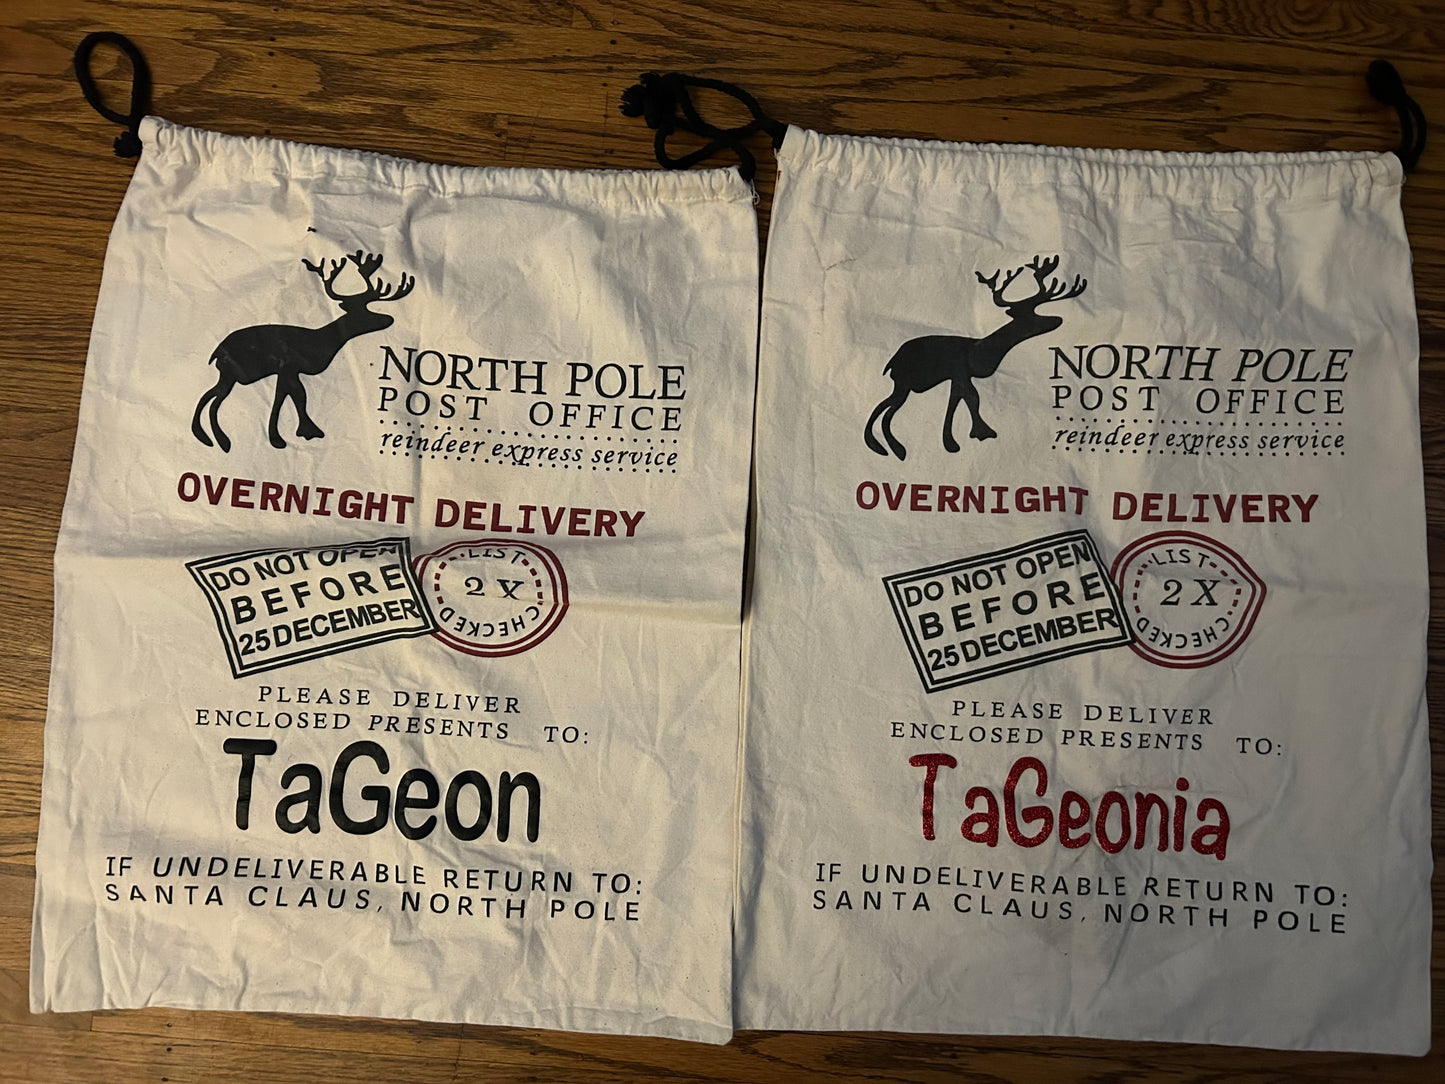 NORTH POLE
POST OFFICE
reindeer express service
OVERNIGHT DELIVERY
DO NOT OPEN
BEFORE
25 DECEMBER
LIST
2 X
CHECKED
PLEASE DELIVER
ENCLOSED PRESENTS TO:
TaGeon
IF UNDELIVERABLE RETURN TO:
SANTA CLAUS, NORTH POLE
NORTH POLE
POST OFFICE
reindeer express service
OVERNIGHT DELIVERY
DO NOT OPEN
BEFORE
25 DECEMBER
LIST
2 X
CHECKED
PLEASE DELIVER
ENCLOSED PRESENTS TO:
TaGeonia
IF UNDELIVERABLE RETURN TO:
SANTA CLAUS, NORTH POLE